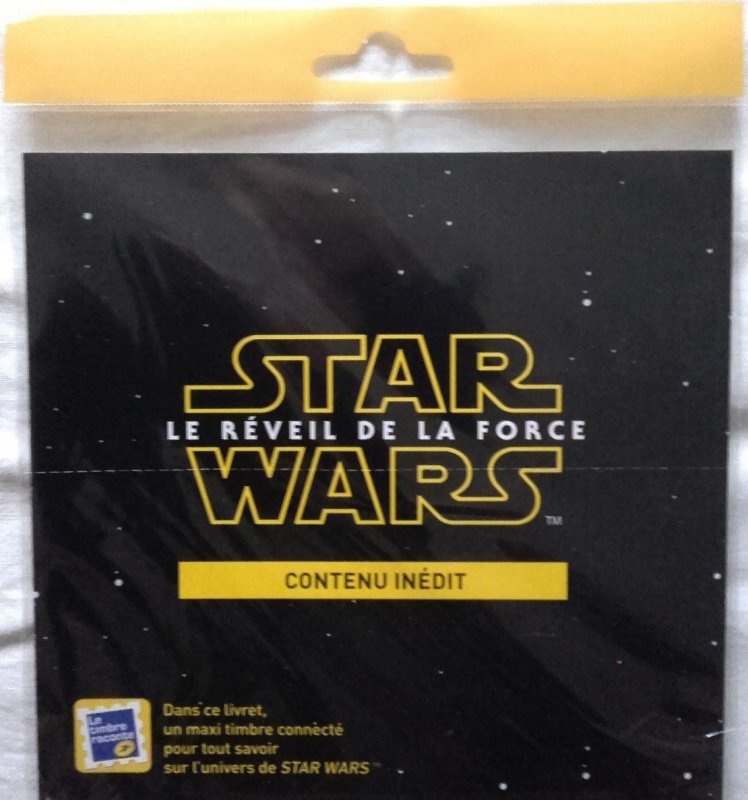 STAR
LE RÉVEIL DE LA FORCE
WARS
TM
CONTENU INÉDIT
Le
timbre
raconte
Dans ce livret,
un maxi timbre connecté
pour tout savoir
sur l'univers de STAR WARS™